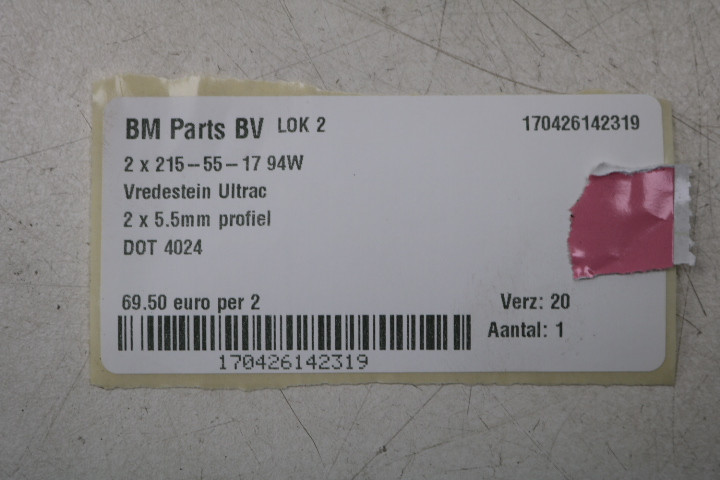 BM Parts BV LOK 2 170426142319
2 x 215-55-17 94W
Vredestein Ultrac
2 x 5.5mm profiel
DOT 4024
69.50 euro per 2 Verz: 20
Aantal: 1
170426142319